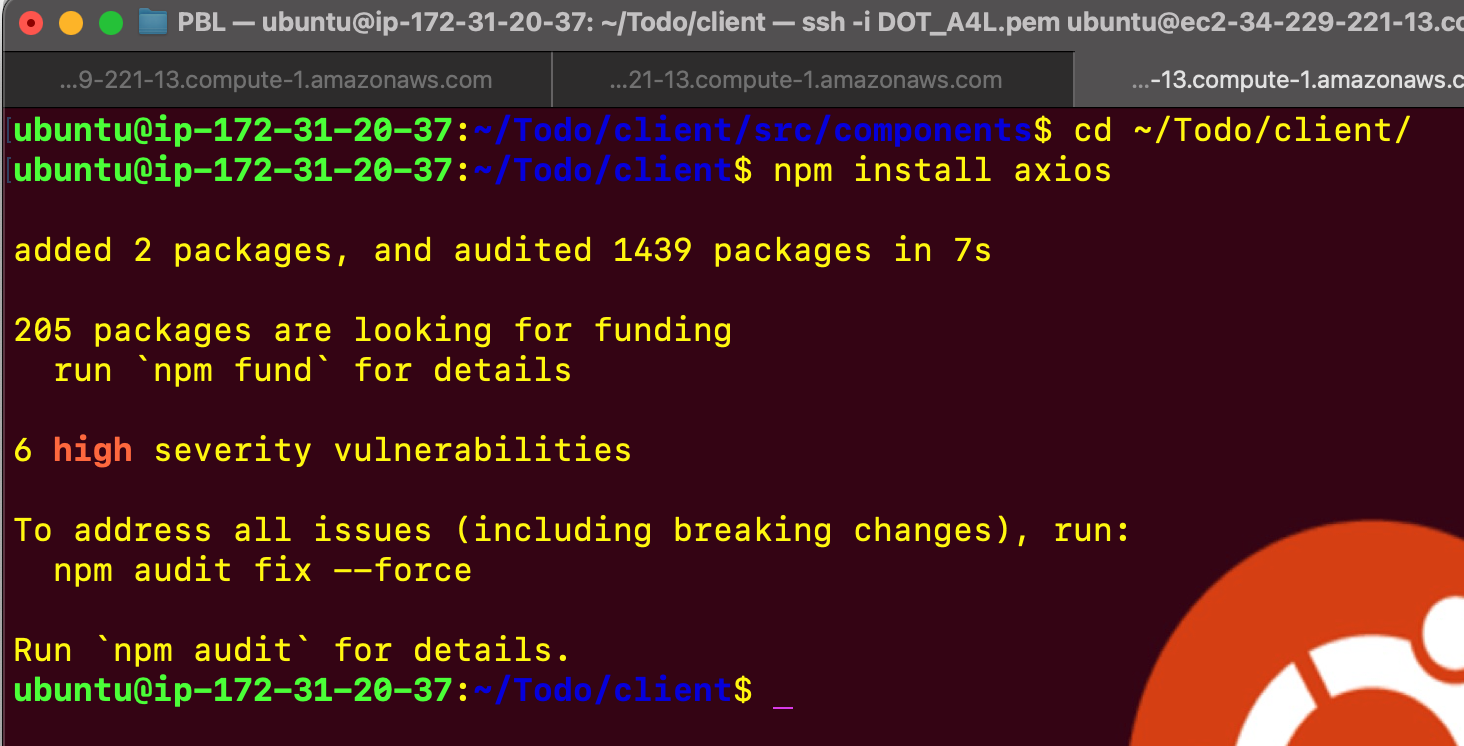 PBL — ubuntu@ip-172-31-20-37: ~/Todo/client — ssh -i DOT_A4L.pem ubuntu@ec2-34-229-221-13.co
...9-221-13.compute-1.amazonaws.com ...21-13.compute-1.amazonaws.com ...-13.compute-1.amazonaws.c
[ubuntu@ip-172-31-20-37:~/Todo/client/src/components$ cd ~/Todo/client/
[ubuntu@ip-172-31-20-37:~/Todo/client$ npm install axios
added 2 packages, and audited 1439 packages in 7s
205 packages are looking for funding
run `npm fund` for details
6 high severity vulnerabilities
To address all issues (including breaking changes), run:
npm audit fix --force
Run `npm audit` for details.
ubuntu@ip-172-31-20-37:~/Todo/client$ _